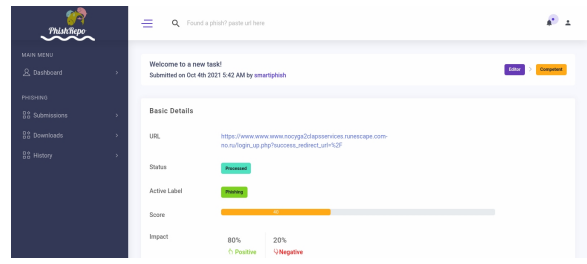 PhishRepo
Found a phish? paste url here
MAIN MENU
Dashboard
PHISHING
Submissions
Downloads
History
Welcome to a new task!
Submitted on Oct 4th 2021 5:42 AM by smartiphish
Editor
Competent
Basic Details
URL
https://www.www.www.nocyga2clapsservices.runescape.com-
no.ru/login_up.php?success_redirect_url=%2F
Status
Processed
Active Label
Phishing
Score
Impact
80%
20%
Positive
Negative